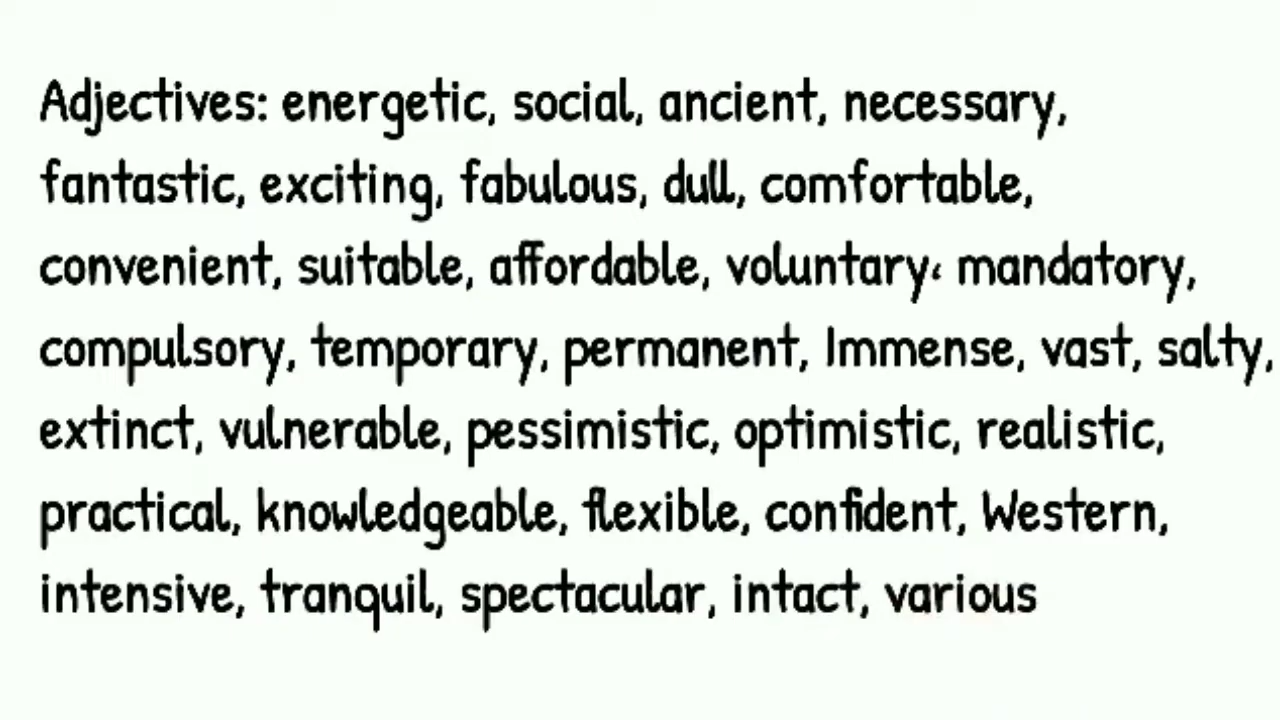 Adjectives: energetic, social, ancient, necessary,
fantastic, exciting, fabulous, dull, comfortable,
convenient, suitable, affordable, voluntary، mandatory,
compulsory, temporary, permanent, Immense, vast, salty,
extinct, vulnerable, pessimistic, optimistic, realistic,
practical, knowledgeable, flexible, confident, Western,
intensive, tranquil, spectacular, intact, various